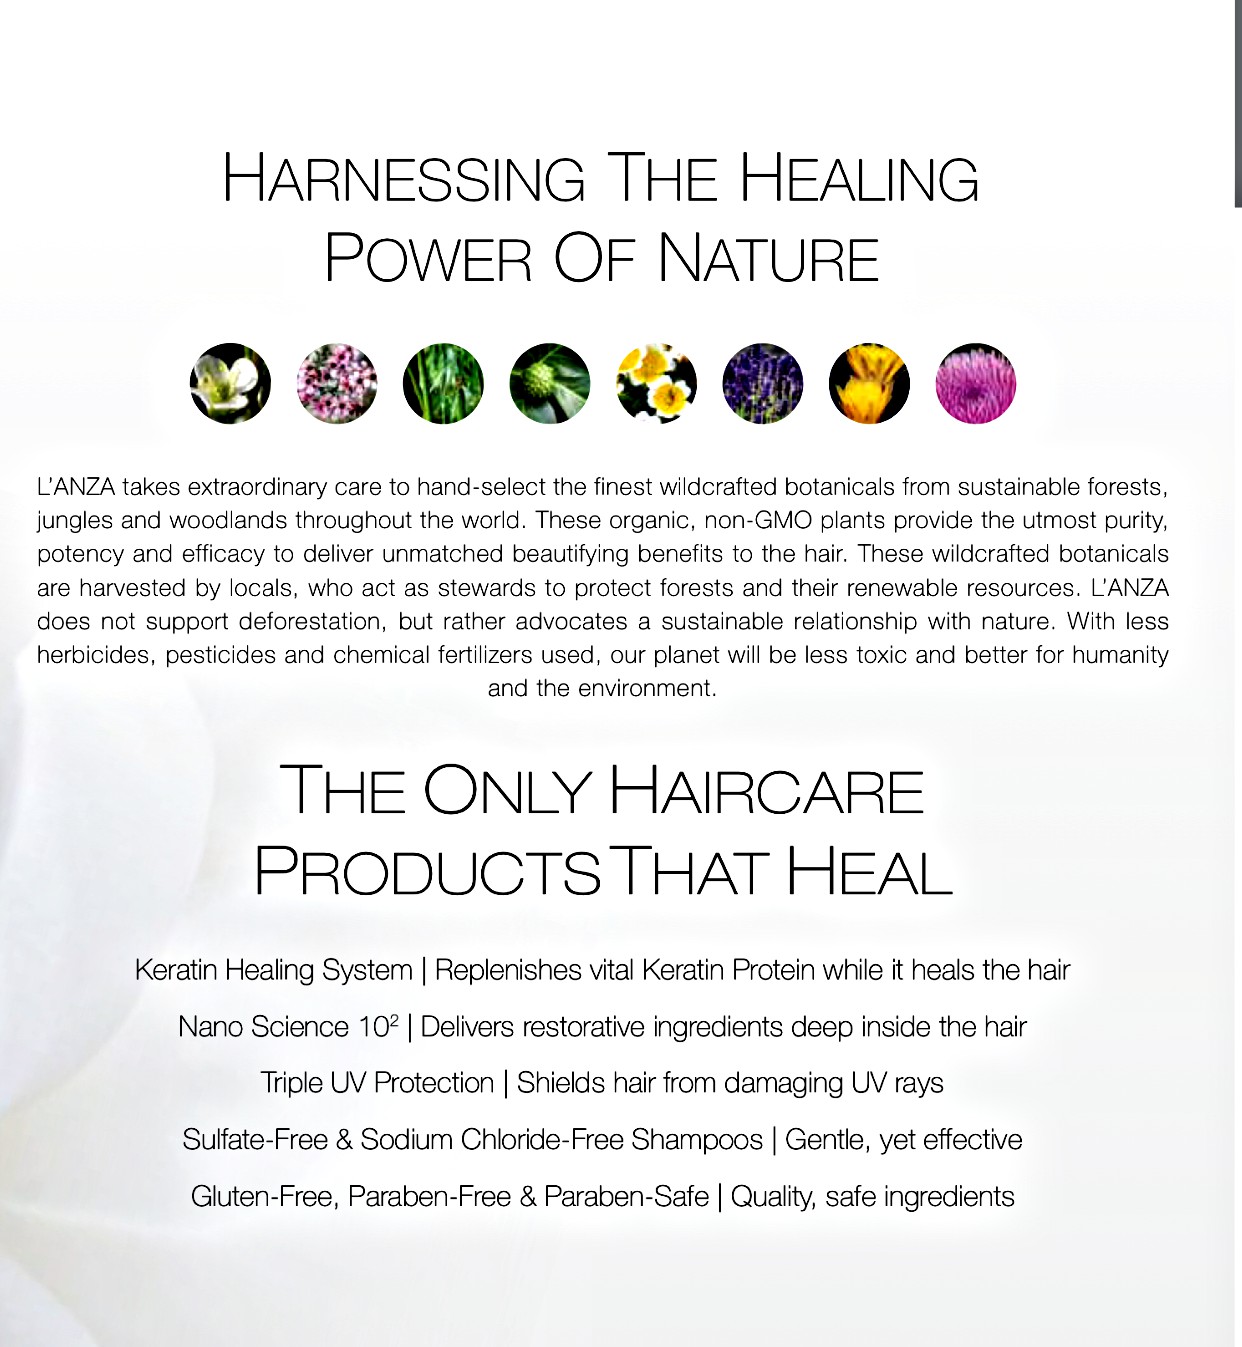 HARNESSING THE HEALING
POWER OF NATURE
L'ANZA takes extraordinary care to hand-select the finest wildcrafted botanicals from sustainable forests,
jungles and woodlands throughout the world. These organic, non-GMO plants provide the utmost purity,
potency and efficacy to deliver unmatched beautifying benefits to the hair. These wildcrafted botanicals
are harvested by locals, who act as stewards to protect forests and their renewable resources. L'ANZA
does not support deforestation, but rather advocates a sustainable relationship with nature. With less
herbicides, pesticides and chemical fertilizers used, our planet will be less toxic and better for humanity
and the environment.
THE ONLY HAIRCARE
PRODUCTS THAT HEAL
Keratin Healing System | Replenishes vital Keratin Protein while it heals the hair
Nano Science 10² | Delivers restorative ingredients deep inside the hair
Triple UV Protection | Shields hair from damaging UV rays
Sulfate-Free & Sodium Chloride-Free Shampoos | Gentle, yet effective
Gluten-Free, Paraben-Free & Paraben-Safe | Quality, safe ingredients